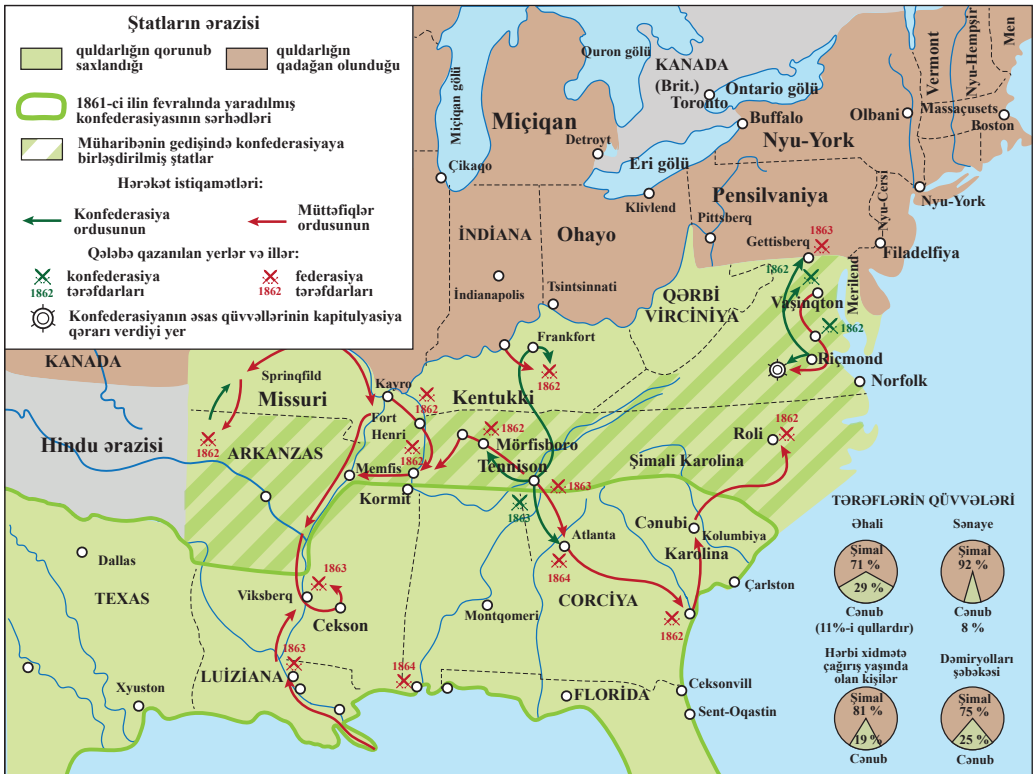 Ştatların ərazisi
quldarlığın qorunub
saxlandığı
quldarlığın
qadağan olunduğu
1861-ci ilin fevralında yaradılmış
konfederasiyasının sərhədləri
Müharibənin gedişində konfederasiyaya
birləşdirilmiş ştatlar
Hərəkət istiqamətləri:
Konfederasiya
ordusunun
Müttəfiqlər
ordusunun
Qələbə qazanılan yerlər və illər:
1862
konfederasiya
tərəfdarları
1862
federasiya
tərəfdarları
Konfederasiyanın əsas qüvvəllərinin kapitulyasiya
qərarı verdiyi yer
Miçiqan gölü
Quron gölü
KANADA
(Brit.)
Toronto
Ontario gölü
Vermont
Nyu-Hempşir
Men
Miçiqan
Detroyt
Buffalo
Olbani
Massaçusets
Boston
Nyu-York
Çikaqo
Eri gölü
Klivlend
Pensilvaniya
Pittsberq
Nyu-Cersi
Nyu-York
İNDİANA
Ohayo
Gettisberq
1863
Filadelfiya
İndianapolis
Tsintsinnati
1862
Vaşinqton
Merilend
QƏRBİ
VİRCİNİYA
1862
Riçmond
Norfolk
KANADA
Sprinqfild
Missuri
Kayro
Frankfort
1862
Kentukki
1862
Fort
Henri
1862
Hindu ərazisi
1862
ARKANZAS
Memfis
1862
Kormit
Mörfisboro
Tennison
1863
1863
Roli
1862
Şimali Karolina
Dallas
TEXAS
Viksberq
1863
Cekson
Atlanta
1864
CORCİYA
Montqomeri
Cənubi
Karolina
Kolumbiya
Çarlston
1862
LUİZİANA
1863
1864
Xyuston
FLORİDA
Ceksonvill
Sent-Oqastin
TƏRƏFLƏRİN QÜVVƏLƏRİ
Əhali
Şimal
71 %
29 %
Cənub
(11%-i qullardır)
Sənaye
Şimal
92 %
Cənub
8 %
Hərbi xidmətə
çağırış yaşında
olan kişilər
Şimal
81 %
19 %
Cənub
Dəmiryolları
şəbəkəsi
Şimal
75 %
25 %
Cənub